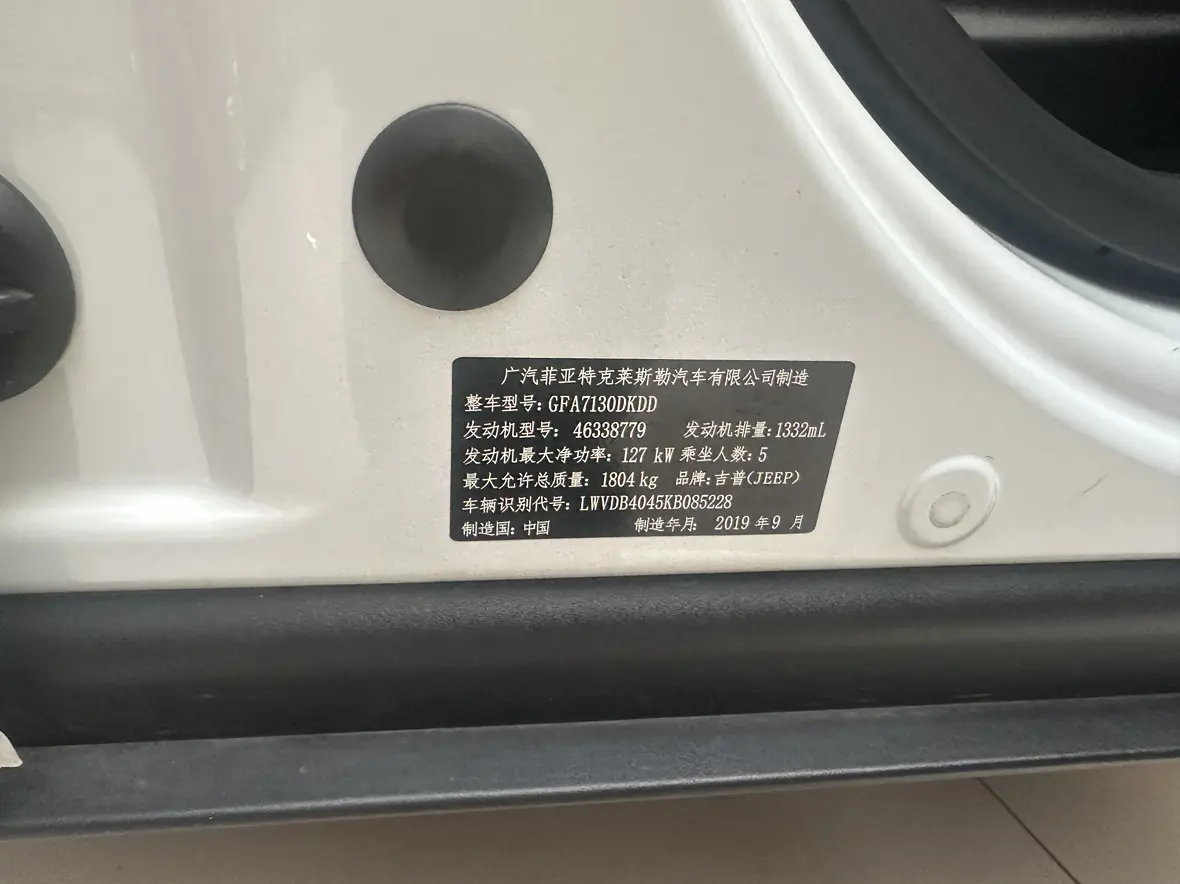 广汽菲亚特克莱斯勒汽车有限公司制造
整车型号:GFA7130DKDD
发动机型号: 46338779 发动机排量:1332mL
发动机最大净功率: 127 kW 乘坐人数:5
最大允许总质量: 1804 kg 品牌:吉普(JEEP)
车辆识别代号: LWVDB4045KB085228
制造国: 中国 制造年月: 2019 年 9 月